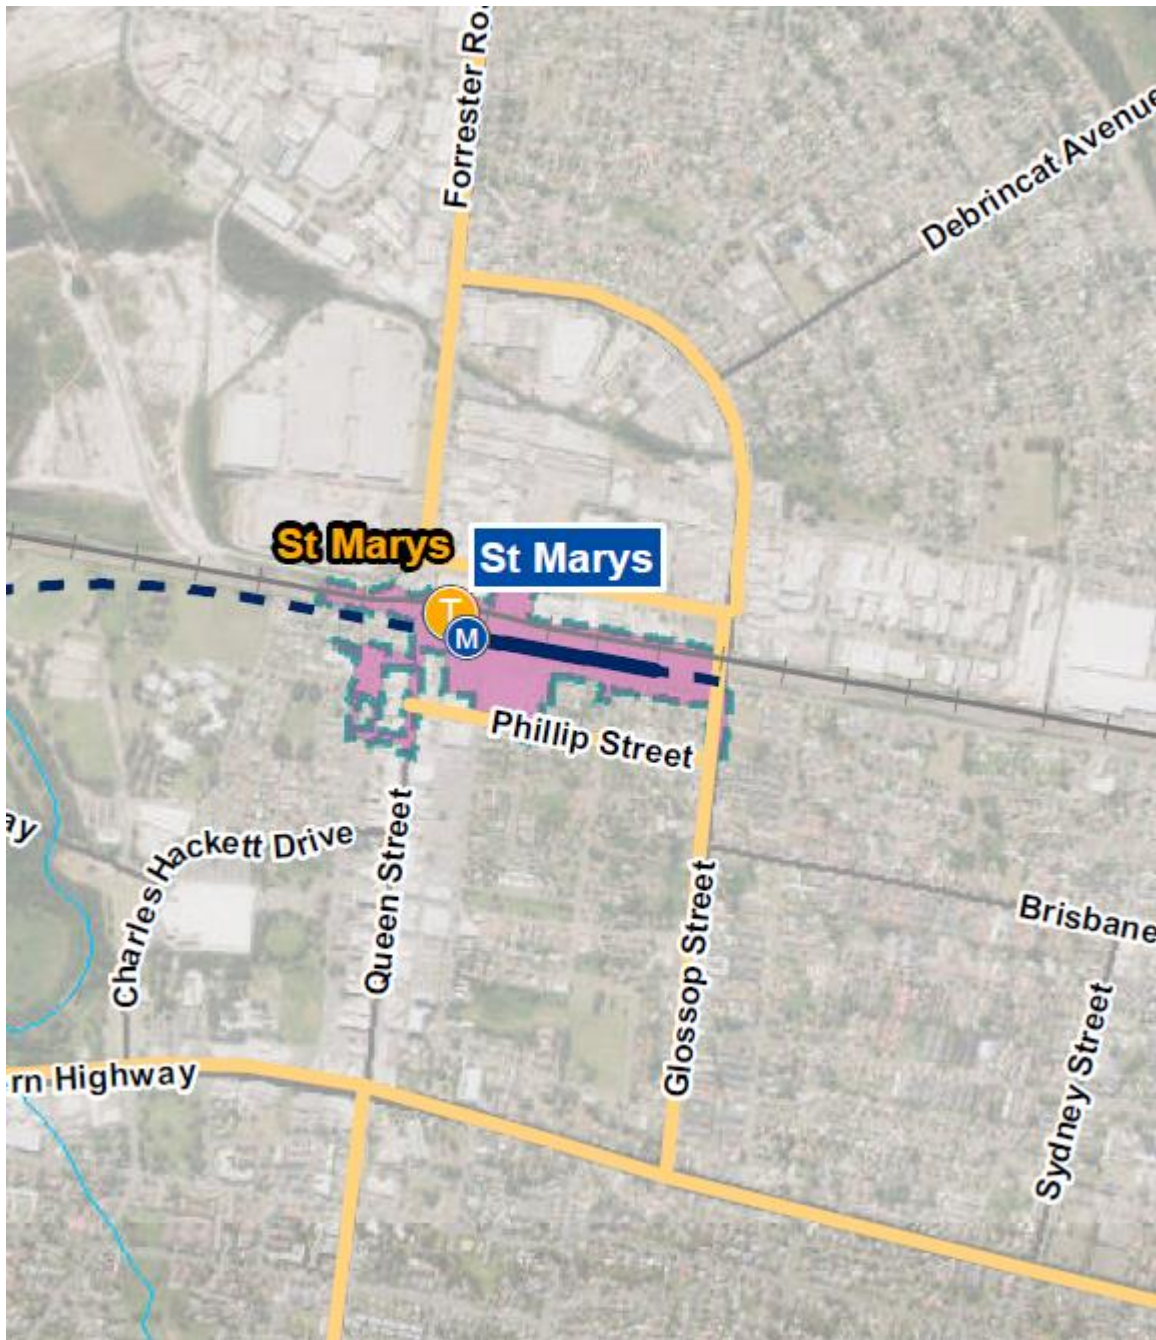 Forrester Ro
Debrincat Avenue
St Marys
St Marys
T
M
Phillip Street
ay
Charles Hackett Drive
Queen Street
Glossop Street
Brisbane
Sydney Street
rn Highway